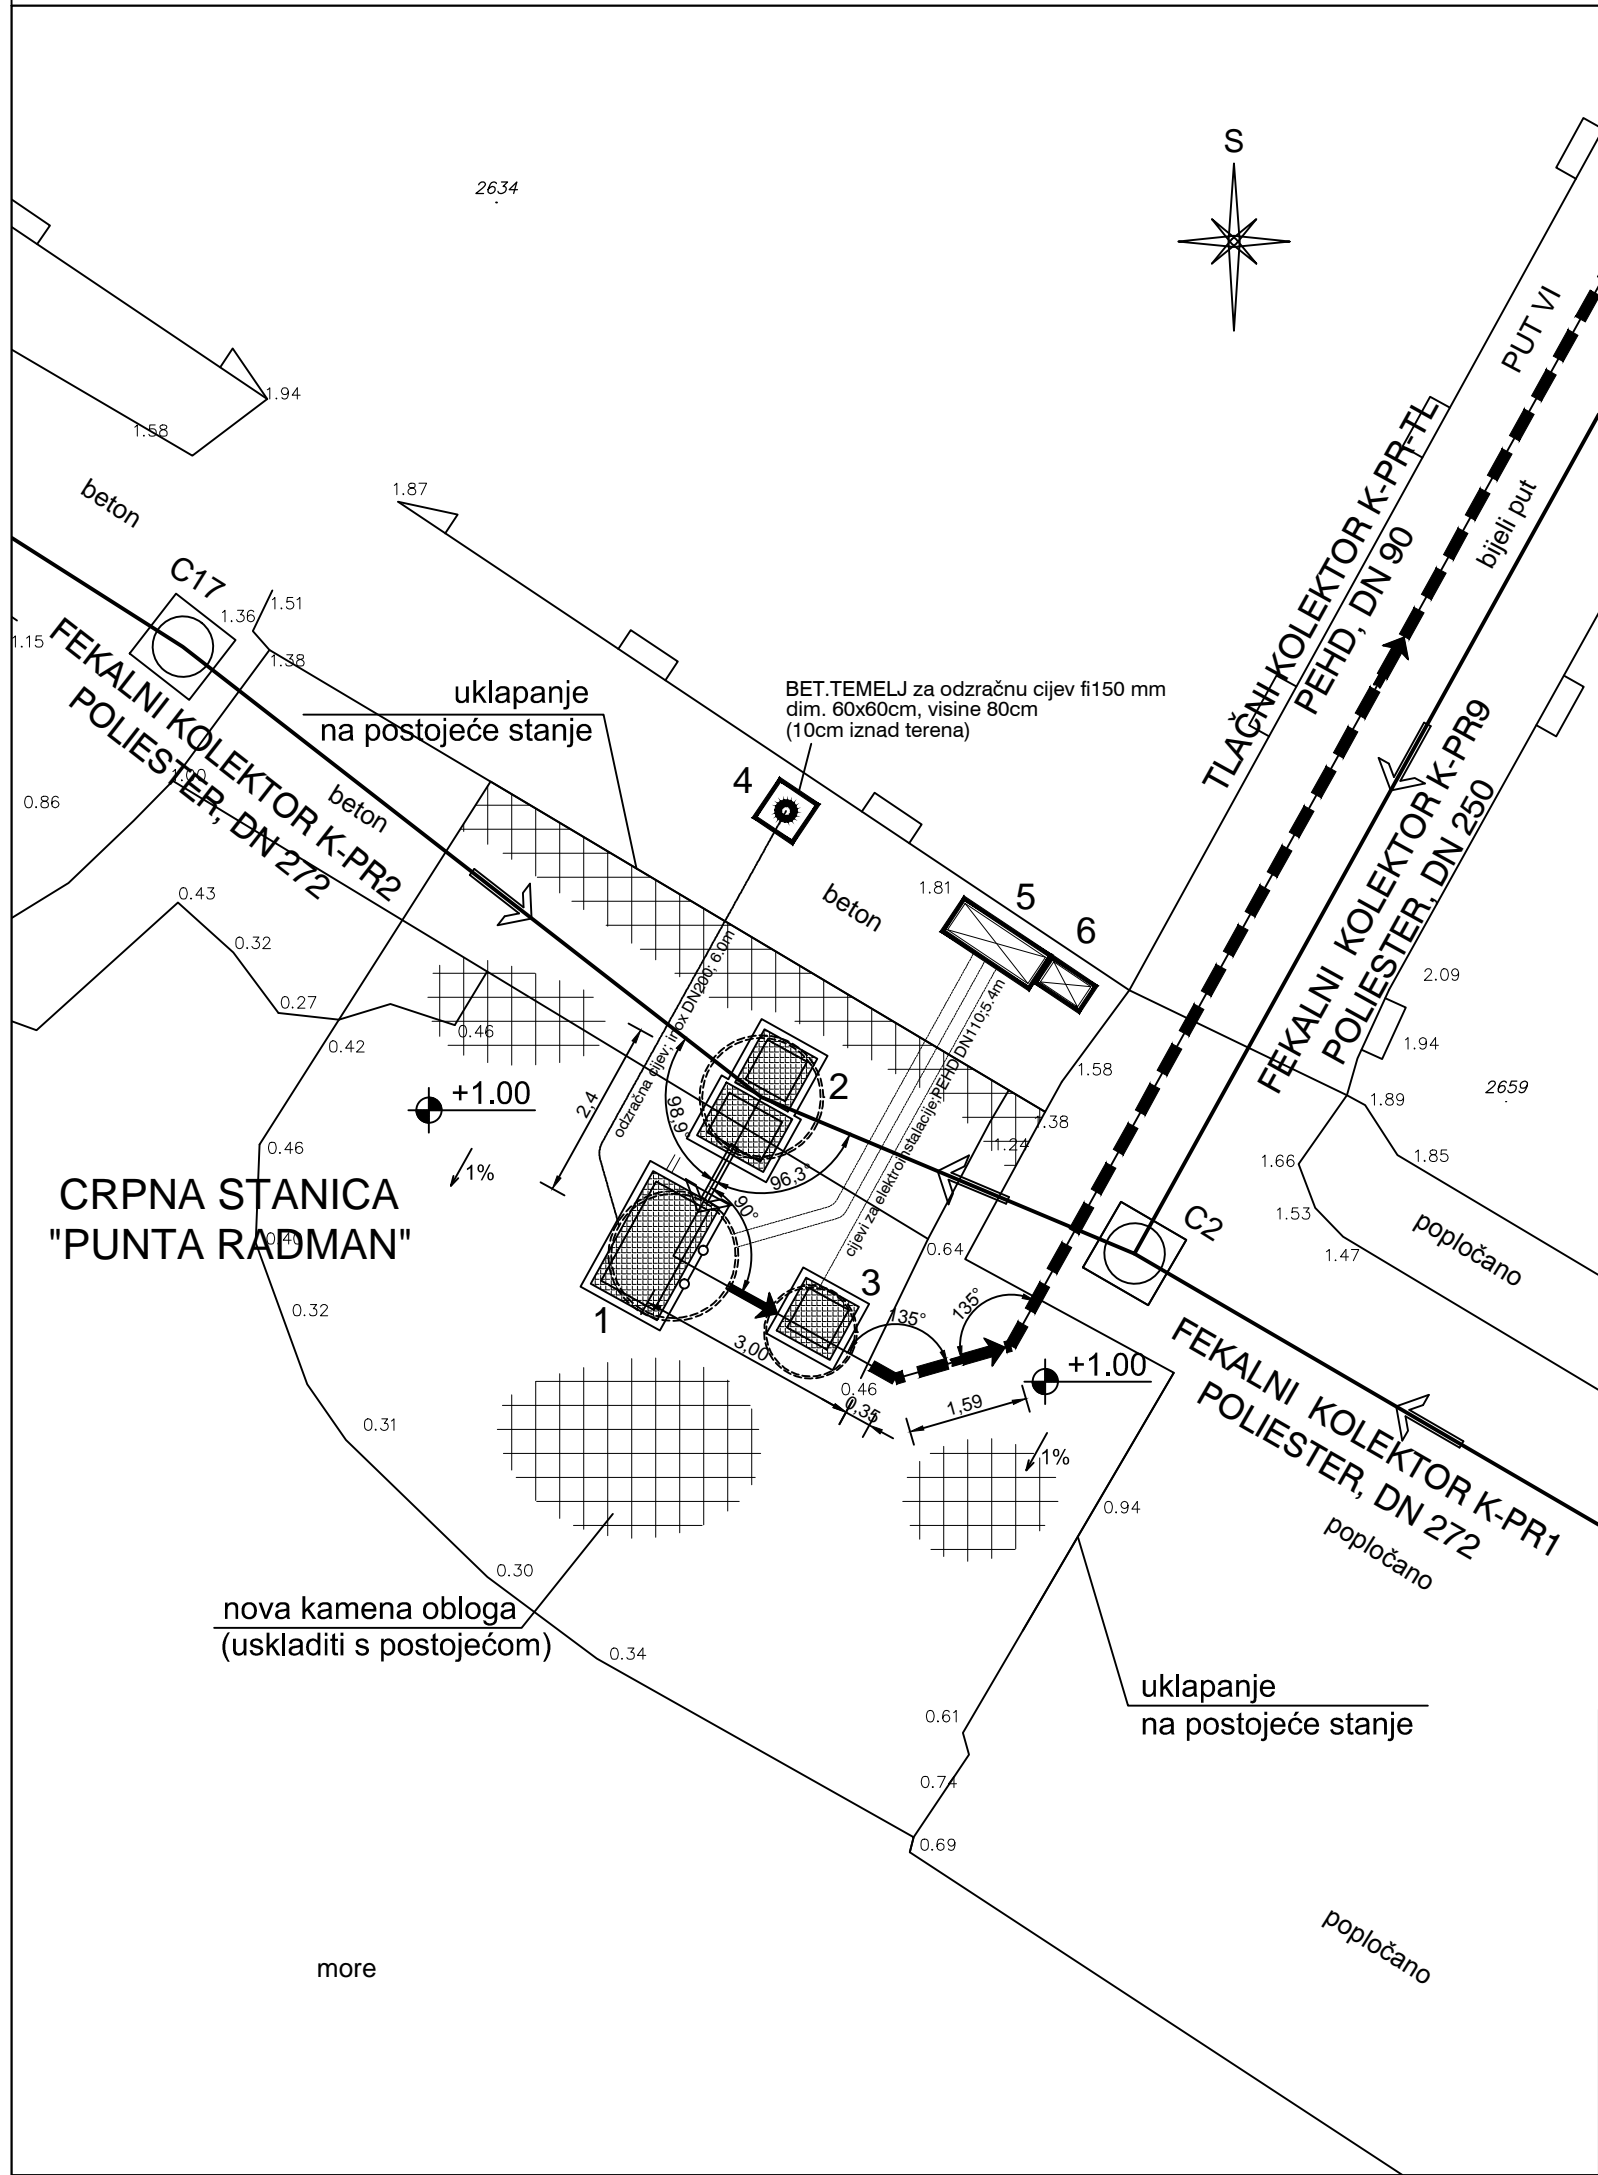 S
2634
PUT VI
1.94
1.58
beton
1.87
TLAČNI KOLEKTOR K-PR-TL
PEHD, DN 90
bijeli put
C17
1.51
1.36
1.15
1.38
FEKALNI KOLEKTOR K-PR2
POLIESTER, DN 272
uklapanje
na postojeće stanje
BET.TEMELJ za odzračnu cijev fi150 mm
dim. 60x60cm, visine 80cm
(10cm iznad terena)
FEKALNI KOLEKTOR K-PR9
POLIESTER, DN 250
1.00
4
0.86
beton
0.43
1.81
5
beton
6
0.32
2.09
0.27
0.46
odzračna cijev; inox DN200; 6.0m
cijevi za elektroinstalacije;PEHD DN110;5.4m
0.42
1.94
1.58
2
2659
+1.00
2,4
98,9°
1.89
1.38
1.24
0.46
1%
96,3°
1.66
1.85
CRPNA STANICA
"PUNTA RADMAN"
90°
1.53
C2
popločano
0.40
0.64
1.47
3
0.32
1
135°
135°
3,00
+1.00
FEKALNI KOLEKTOR K-PR1
POLIESTER, DN 272
0.46
0,35
1,59
0.31
1%
0.94
popločano
0.30
nova kamena obloga
(uskladiti s postojećom)
0.34
uklapanje
na postojeće stanje
0.61
0.74
0.69
popločano
more